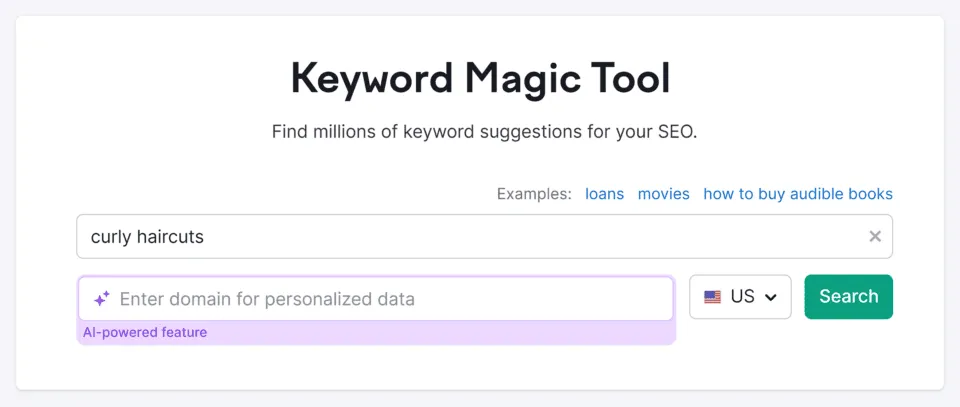 Keyword Magic Tool
Find millions of keyword suggestions for your SEO.
Examples: loans movies how to buy audible books
curly haircuts
Enter domain for personalized data
US
Search
AI-powered feature